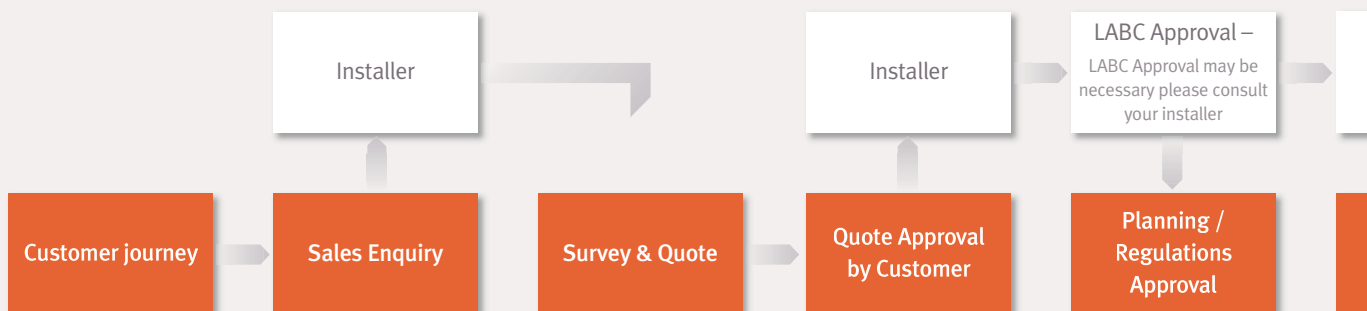 Installer
Installer
LABC Approval –
LABC Approval may be
necessary please consult
your installer
Customer journey
Sales Enquiry
Survey & Quote
Quote Approval
by Customer
Planning /
Regulations
Approval